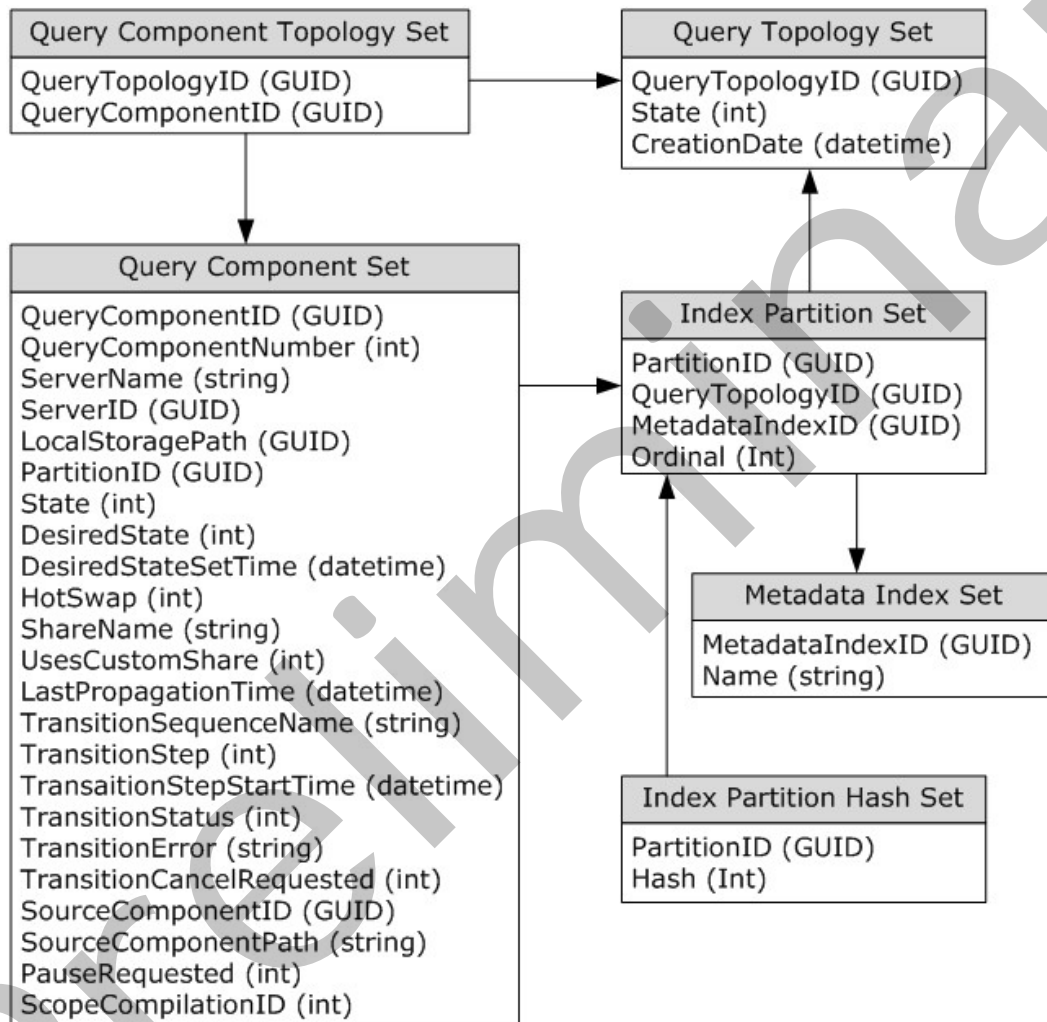 Query Component Topology Set
QueryTopologyID (GUID)
QueryComponentID (GUID)
Query Topology Set
QueryTopologyID (GUID)
State (int)
CreationDate (datetime)
Query Component Set
QueryComponentID (GUID)
QueryComponentNumber (int)
ServerName (string)
ServerID (GUID)
LocalStoragePath (GUID)
PartitionID (GUID)
State (int)
DesiredState (int)
DesiredStateSetTime (datetime)
HotSwap (int)
ShareName (string)
UsesCustomShare (int)
LastPropagationTime (datetime)
TransitionSequenceName (string)
TransitionStep (int)
TransaitionStepStartTime (datetime)
TransitionStatus (int)
TransitionError (string)
TransitionCancelRequested (int)
SourceComponentID (GUID)
SourceComponentPath (string)
PauseRequested (int)
ScopeCompilationID (int)
Index Partition Set
PartitionID (GUID)
QueryTopologyID (GUID)
MetadataIndexID (GUID)
Ordinal (Int)
Metadata Index Set
MetadataIndexID (GUID)
Name (string)
Index Partition Hash Set
PartitionID (GUID)
Hash (Int)
relimina